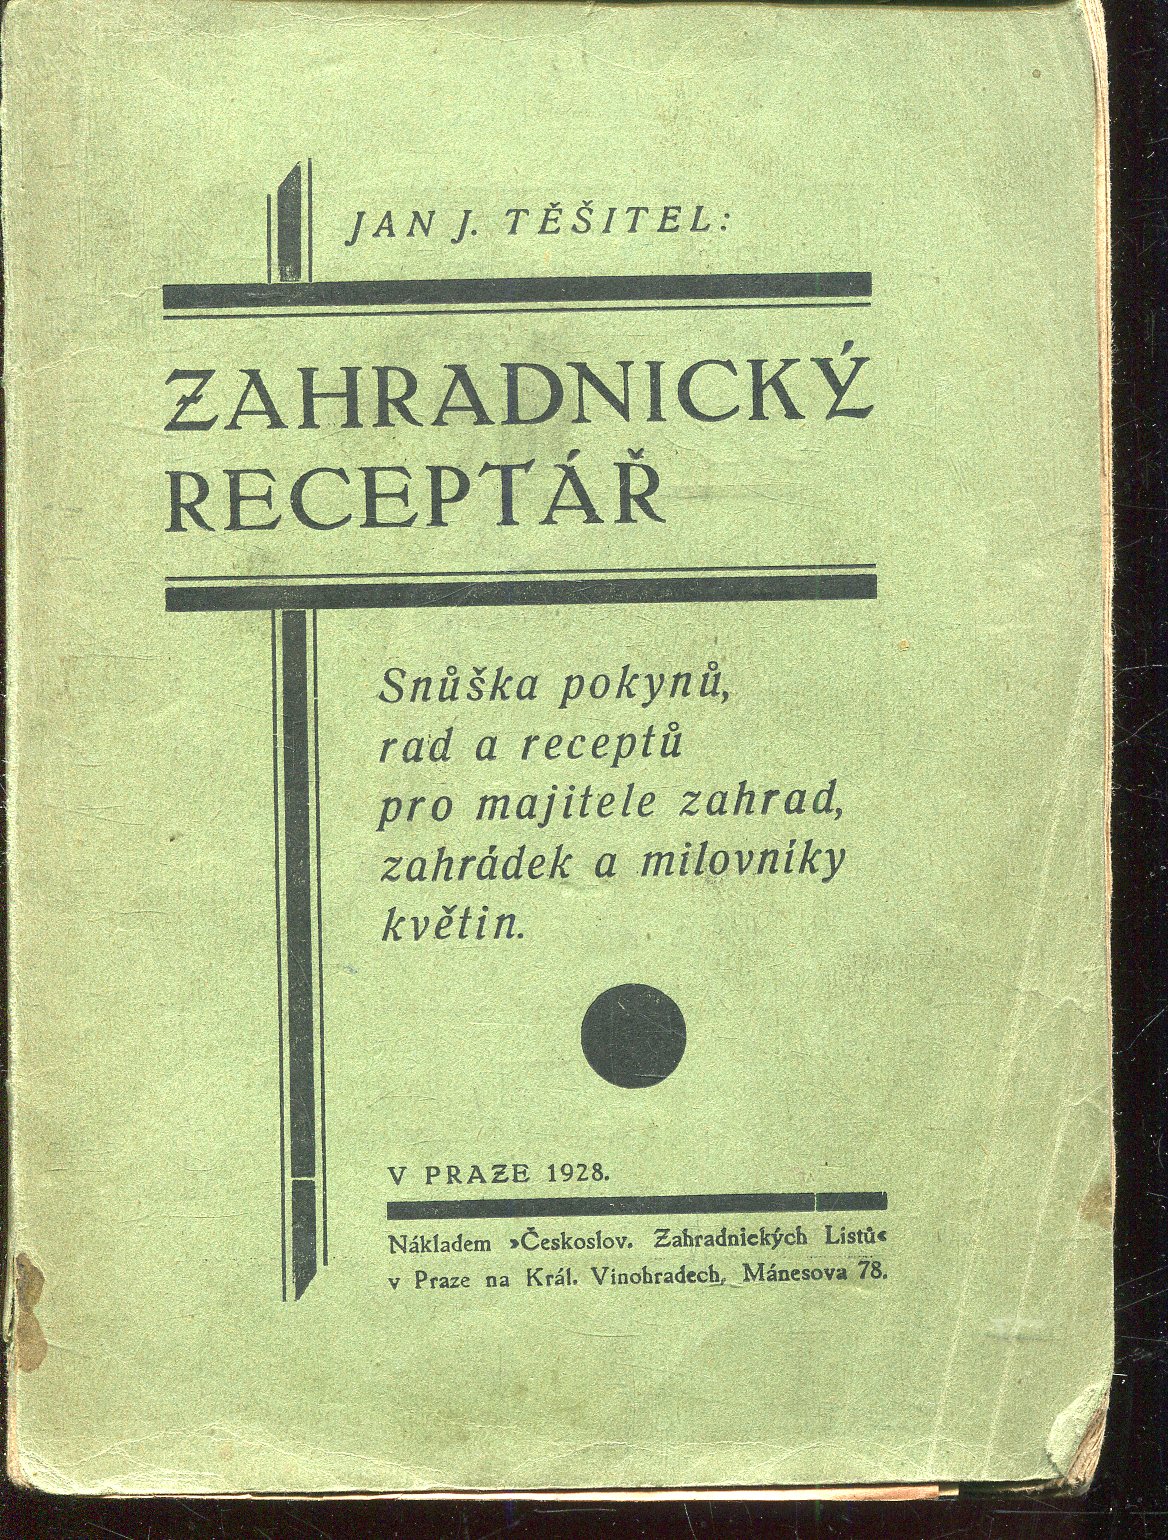 JAN J. TĚŠITEL:
ZAHRADNICKÝ
RECEPTÁŘ
Snůška pokynů,
rad a receptů
pro majitele zahrad,
zahrádek a milovníky
květin.
V PRAZE 1928.
Nákladem »Českoslov. Zahradnických Listů«
v Praze na Král. Vinohradech, Mánesova 78.